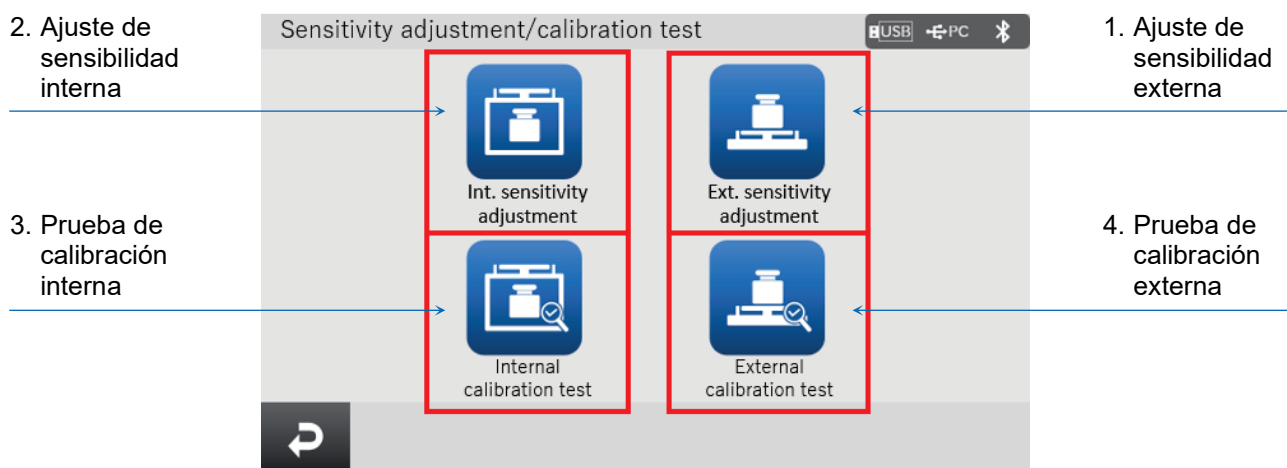 2. Ajuste de
sensibilidad
interna
Sensitivity adjustment/calibration test
USB
PC
1. Ajuste de
sensibilidad
externa
Int. sensitivity
adjustment
Ext. sensitivity
adjustment
3. Prueba de
calibración
interna
4. Prueba de
calibración
externa
Internal
calibration test
External
calibration test